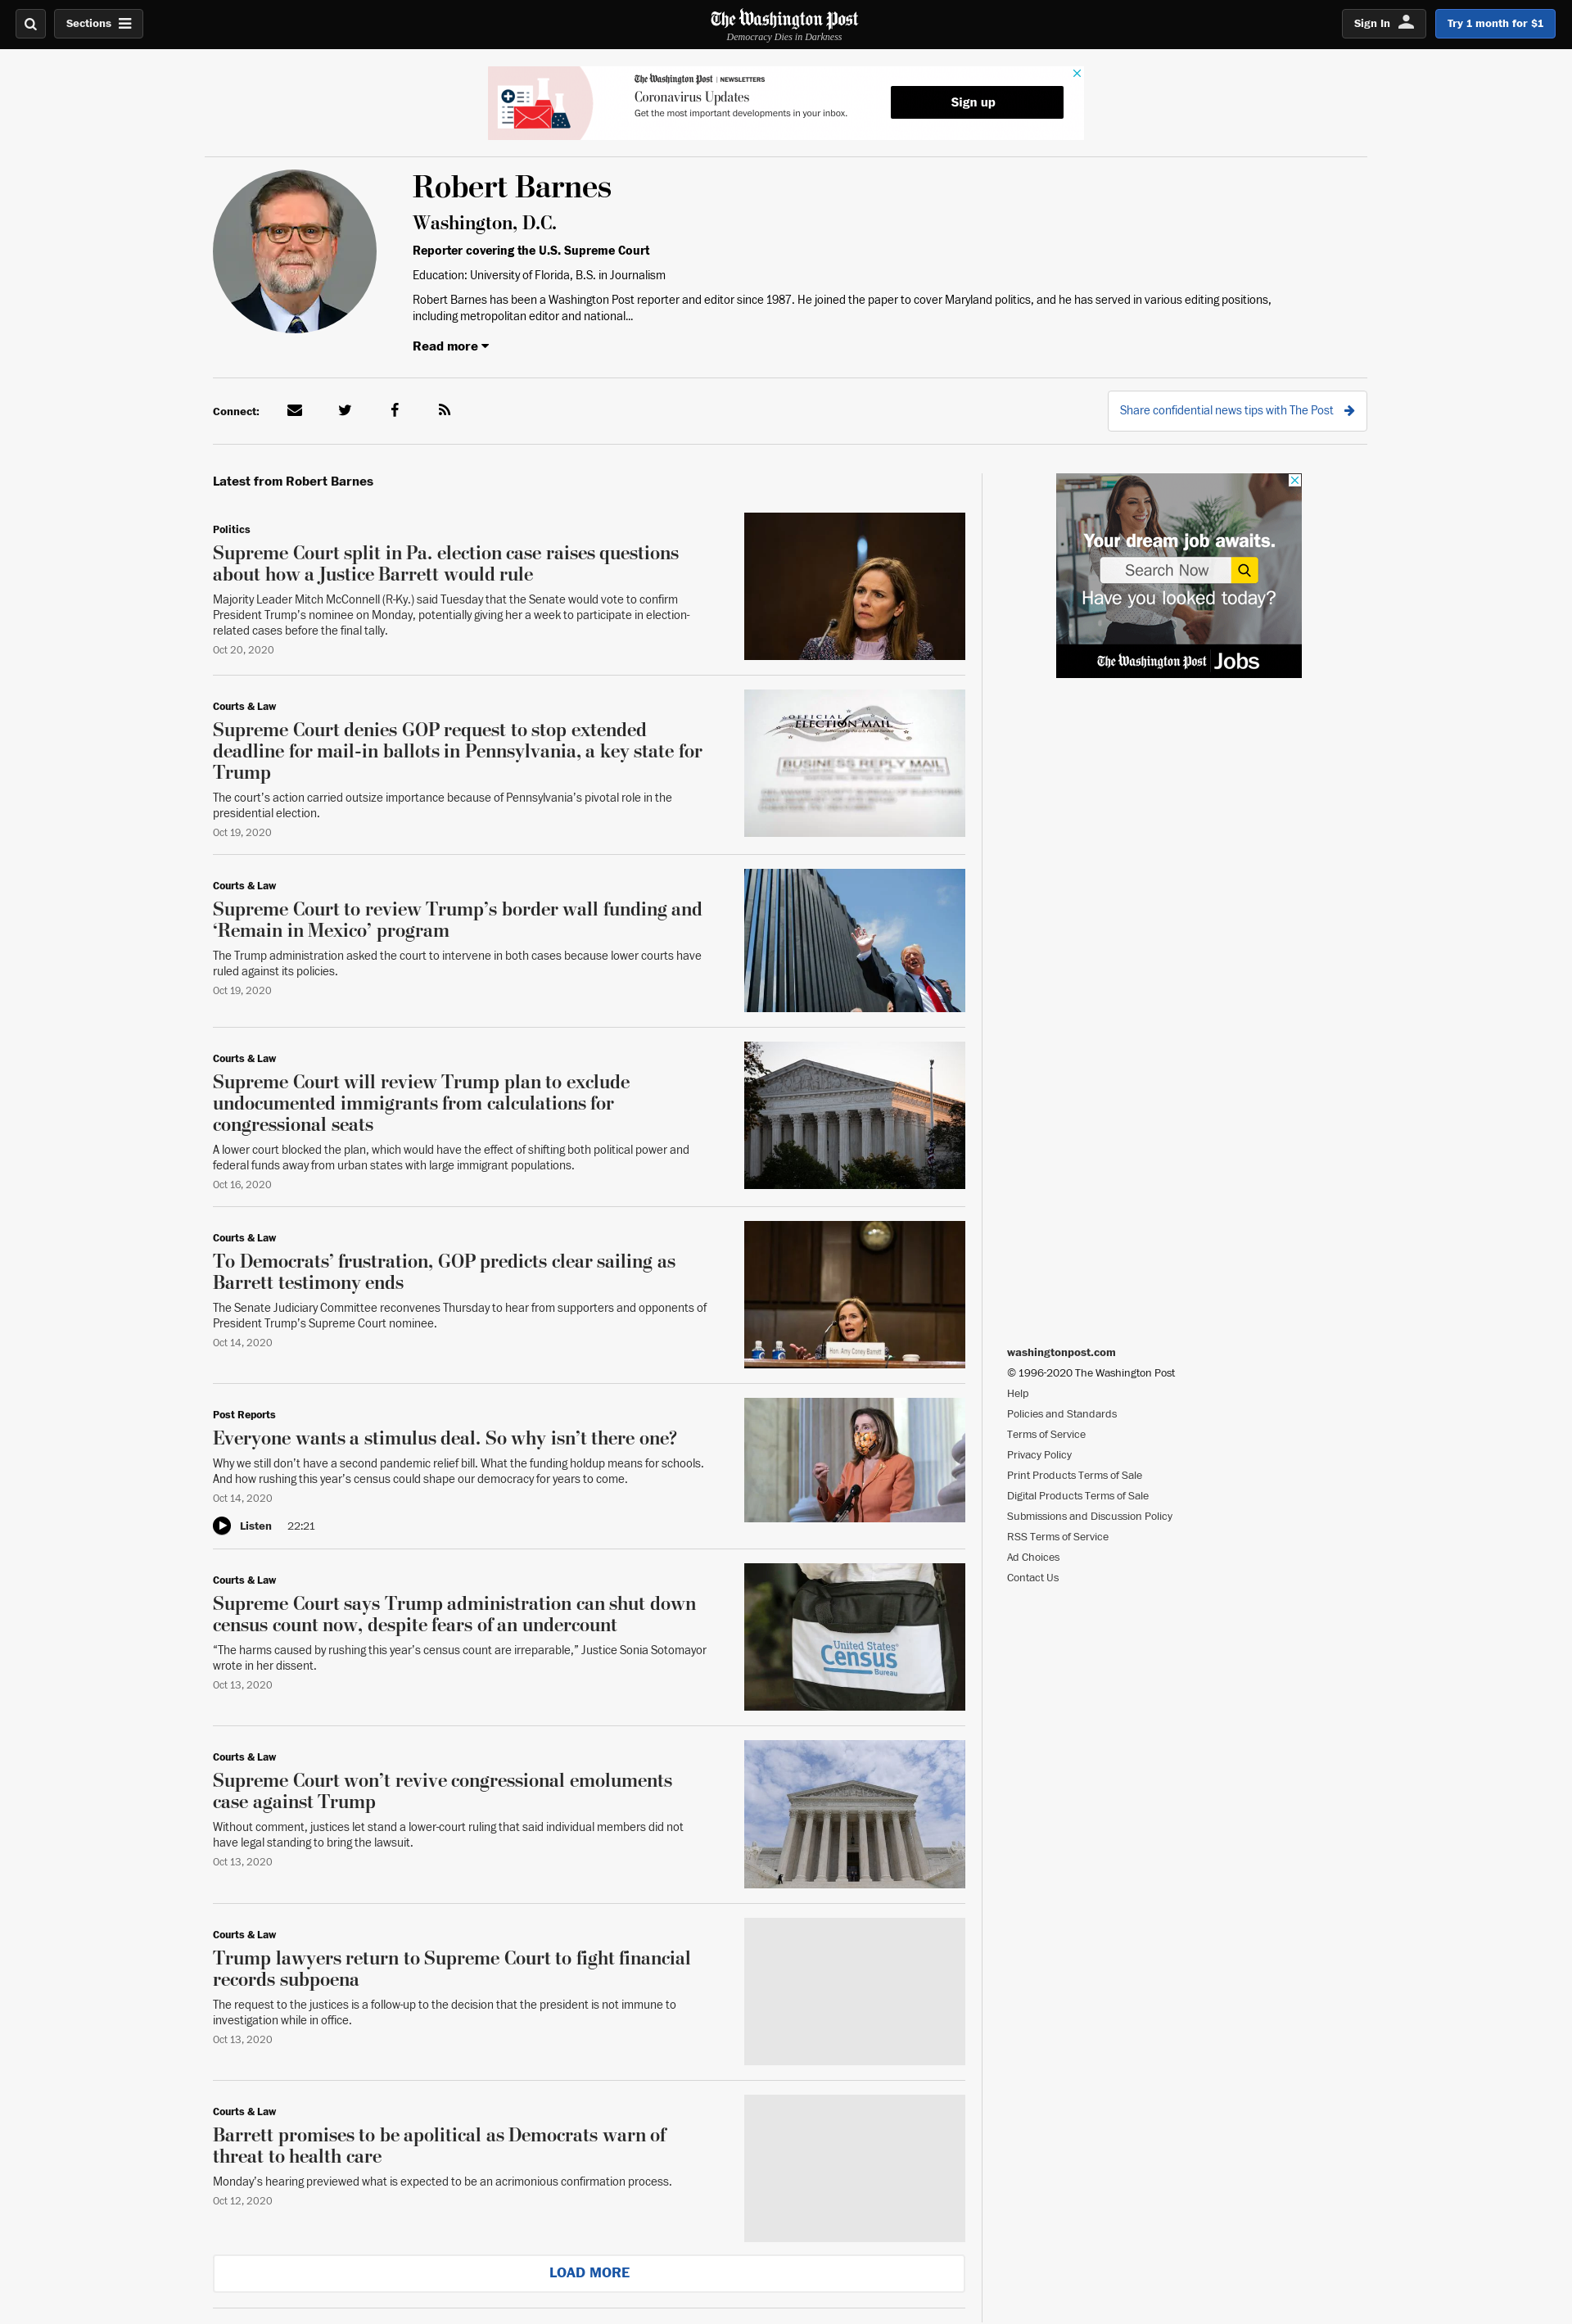 Sections
The Washington Post
Democracy Dies in Darkness
Sign In
Try 1 month for $1
The Washington Post | NEWSLETTERS
Coronavirus Updates
Get the most important developments in your inbox.
Sign up
Robert Barnes
Washington, D.C.
Reporter covering the U.S. Supreme Court
Education: University of Florida, B.S. in Journalism
Robert Barnes has been a Washington Post reporter and editor since 1987. He joined the paper to cover Maryland politics, and he has served in various editing positions,
including metropolitan editor and national...
Read more
Connect:
Share confidential news tips with The Post
Latest from Robert Barnes
Politics
Supreme Court split in Pa. election case raises questions
about how a Justice Barrett would rule
Majority Leader Mitch McConnell (R-Ky.) said Tuesday that the Senate would vote to confirm
President Trump’s nominee on Monday, potentially giving her a week to participate in election-
related cases before the final tally.
Oct 20, 2020
Courts & Law
Supreme Court denies GOP request to stop extended
deadline for mail-in ballots in Pennsylvania, a key state for
Trump
The court’s action carried outsize importance because of Pennsylvania’s pivotal role in the
presidential election.
Oct 19, 2020
OFFICIAL
ELECTION MAIL
BUSINESS REPLY MAIL
Courts & Law
Supreme Court to review Trump’s border wall funding and
‘Remain in Mexico’ program
The Trump administration asked the court to intervene in both cases because lower courts have
ruled against its policies.
Oct 19, 2020
Courts & Law
Supreme Court will review Trump plan to exclude
undocumented immigrants from calculations for
congressional seats
A lower court blocked the plan, which would have the effect of shifting both political power and
federal funds away from urban states with large immigrant populations.
Oct 16, 2020
Courts & Law
To Democrats’ frustration, GOP predicts clear sailing as
Barrett testimony ends
The Senate Judiciary Committee reconvenes Thursday to hear from supporters and opponents of
President Trump’s Supreme Court nominee.
Oct 14, 2020
Hon. Amy Coney Barrett
Post Reports
Everyone wants a stimulus deal. So why isn’t there one?
Why we still don’t have a second pandemic relief bill. What the funding holdup means for schools.
And how rushing this year’s census could shape our democracy for years to come.
Oct 14, 2020
Listen 22:21
Courts & Law
Supreme Court says Trump administration can shut down
census count now, despite fears of an undercount
“The harms caused by rushing this year’s census count are irreparable,” Justice Sonia Sotomayor
wrote in her dissent.
Oct 13, 2020
United States®
Census
Bureau
Courts & Law
Supreme Court won’t revive congressional emoluments
case against Trump
Without comment, justices let stand a lower-court ruling that said individual members did not
have legal standing to bring the lawsuit.
Oct 13, 2020
Courts & Law
Trump lawyers return to Supreme Court to fight financial
records subpoena
The request to the justices is a follow-up to the decision that the president is not immune to
investigation while in office.
Oct 13, 2020
Courts & Law
Barrett promises to be apolitical as Democrats warn of
threat to health care
Monday’s hearing previewed what is expected to be an acrimonious confirmation process.
Oct 12, 2020
LOAD MORE
Your dream job awaits.
Search Now
Have you looked today?
The Washington Post | Jobs
washingtonpost.com
© 1996-2020 The Washington Post
Help
Policies and Standards
Terms of Service
Privacy Policy
Print Products Terms of Sale
Digital Products Terms of Sale
Submissions and Discussion Policy
RSS Terms of Service
Ad Choices
Contact Us